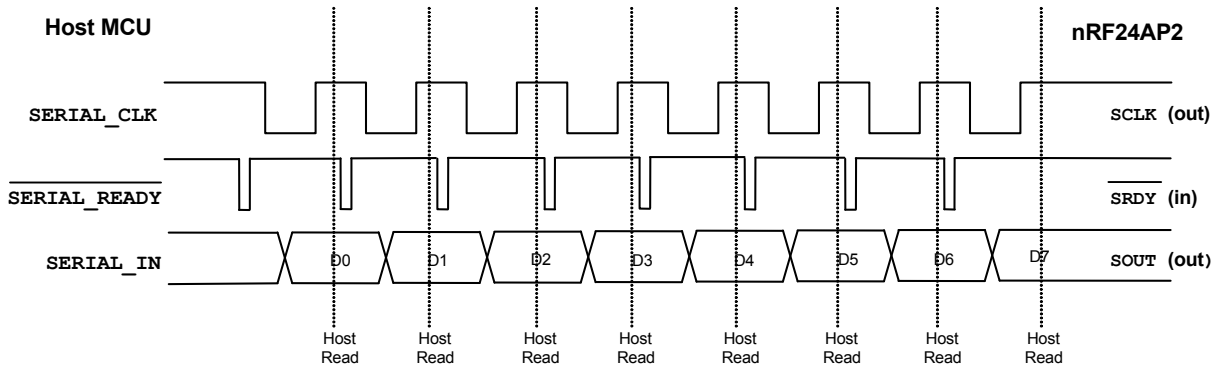 Host MCU
nRF24AP2
SERIAL_CLK
SCLK (out)
SERIAL_READY
SRDY (in)
SERIAL_IN
D0 D1 D2 D3 D4 D5 D6 D7
SOUT (out)
Host Host Host Host Host Host Host Host
Read Read Read Read Read Read Read Read